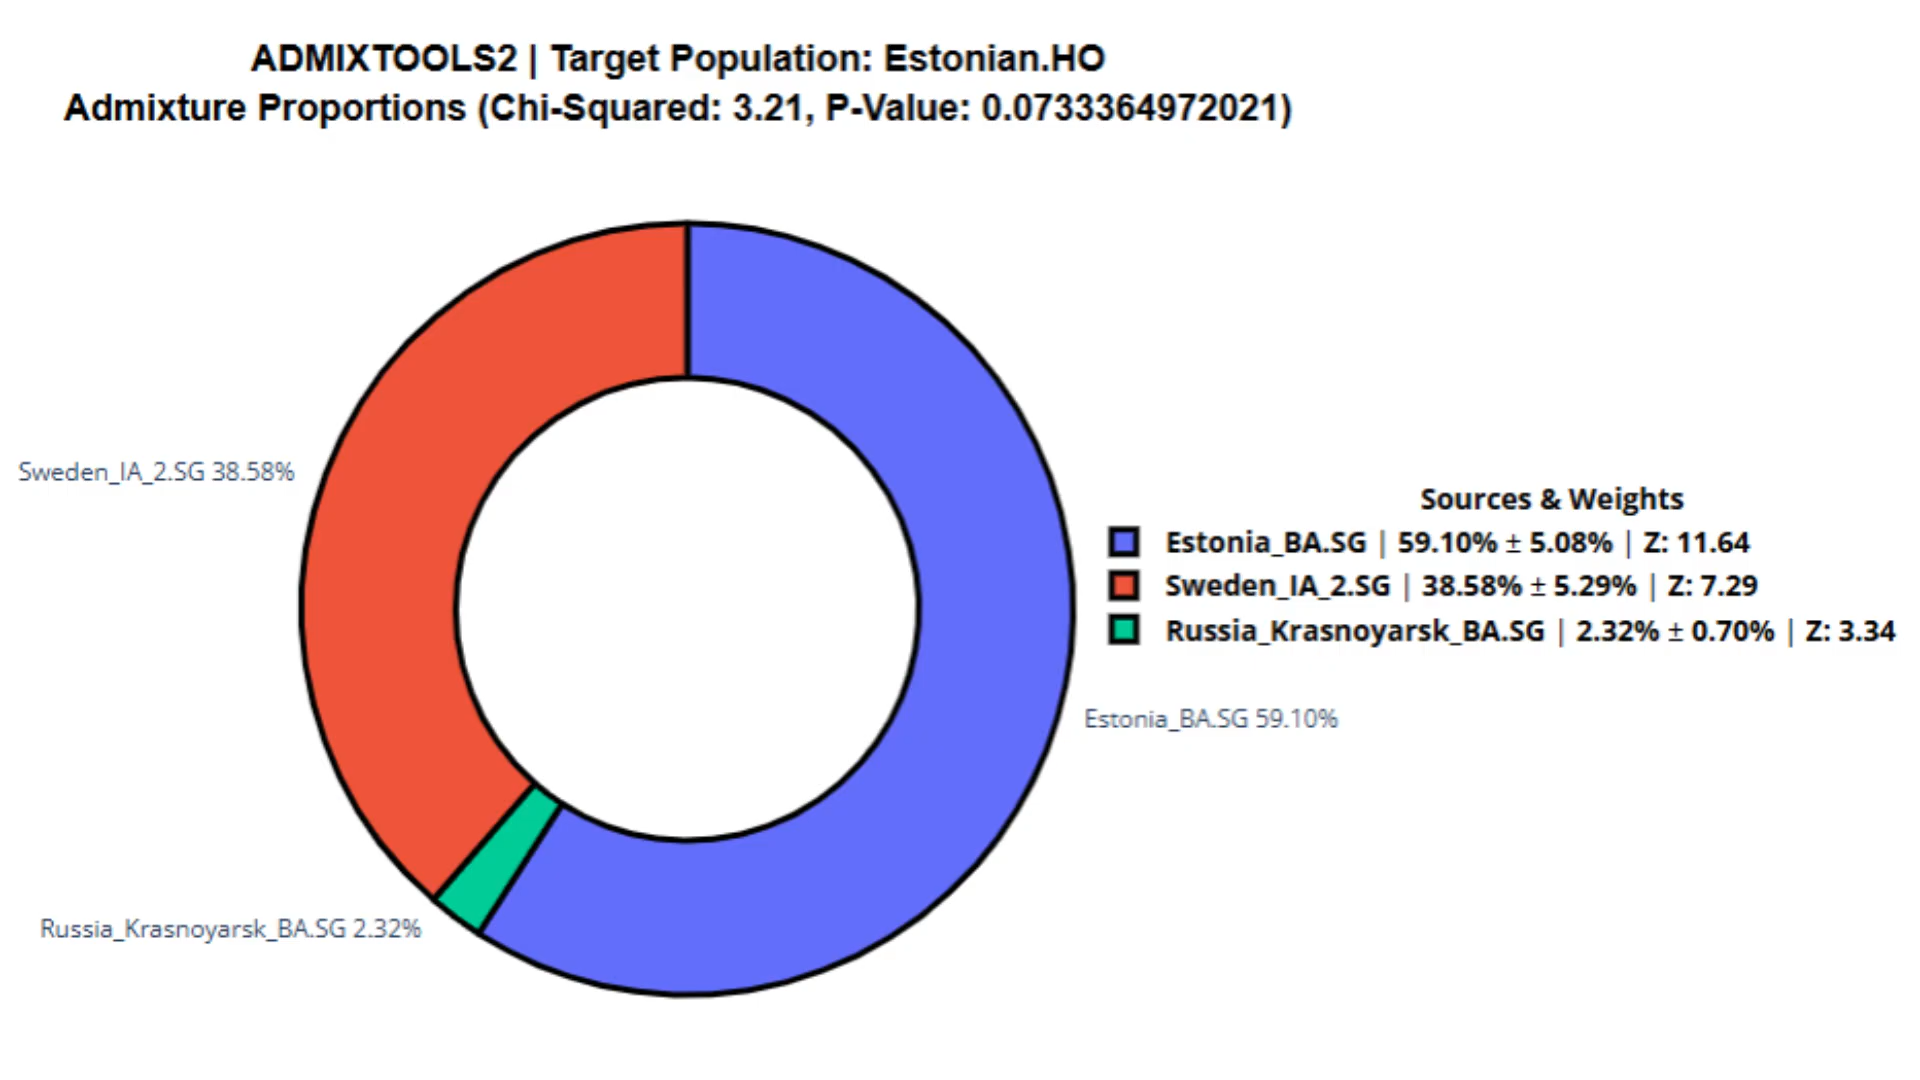 ADMIXTOOLS2 | Target Population: Estonian.HO
Admixture Proportions (Chi-Squared: 3.21, P-Value: 0.0733364972021)
Sweden_IA_2.SG 38.58%
Sources & Weights
Estonia_BA.SG | 59.10% ± 5.08% | Z: 11.64
Sweden_IA_2.SG | 38.58% ± 5.29% | Z: 7.29
Russia_Krasnoyarsk_BA.SG | 2.32% ± 0.70% | Z: 3.34
Estonia_BA.SG 59.10%
Russia_Krasnoyarsk_BA.SG 2.32%